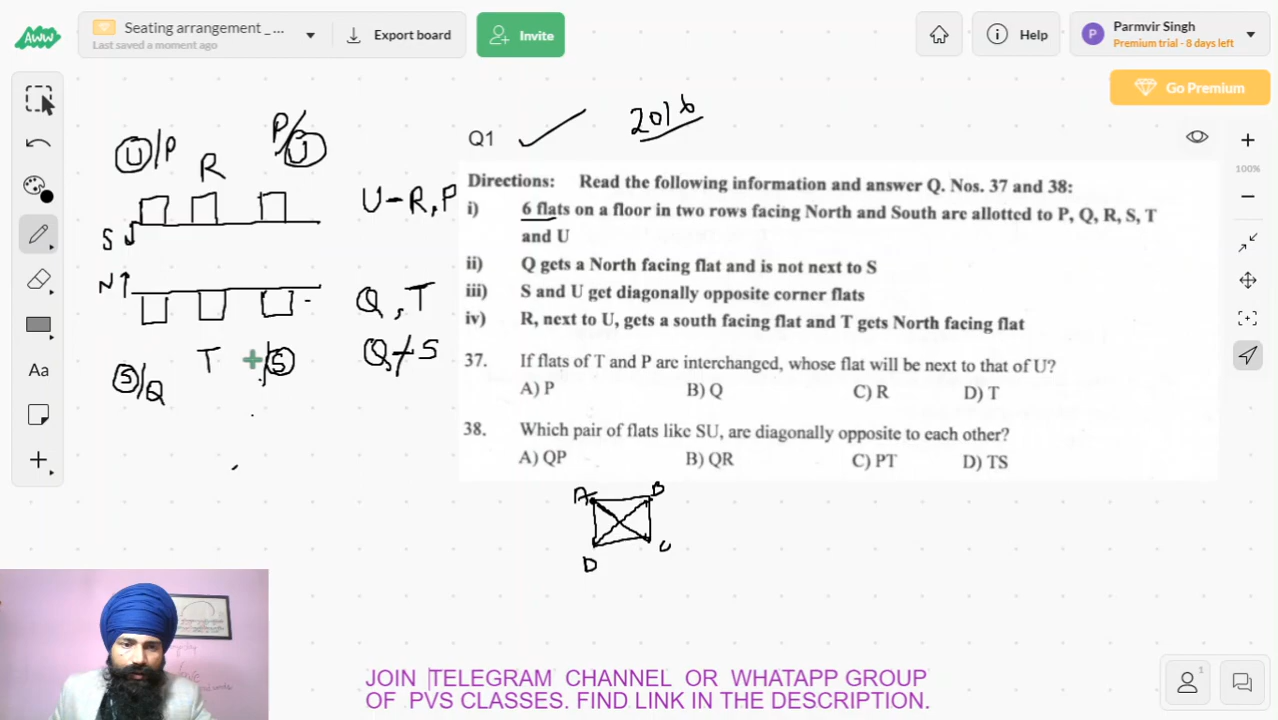 AWW
Seating arrangement _ ...
Last saved a moment ago
Export board
Invite
Help
P
Parmvir Singh
Premium trial - 8 days left
Go Premium
100%
Aa
1
U/P
R
P/U
S
N
U-R, P
Q, T
Q S
S/Q
T
/S
2016
Q1
Directions: Read the following information and answer Q. Nos. 37 and 38:
i) 6 flats on a floor in two rows facing North and South are allotted to P, Q, R, S, T
and U
ii) Q gets a North facing flat and is not next to S
iii) S and U get diagonally opposite corner flats
iv) R, next to U, gets a south facing flat and T gets North facing flat
37. If flats of T and P are interchanged, whose flat will be next to that of U?
A) P B) Q C) R D) T
38. Which pair of flats like SU, are diagonally opposite to each other?
A) QP B) QR C) PT D) TS
A B
D C
JOIN TELEGRAM CHANNEL OR WHATAPP GROUP
OF PVS CLASSES. FIND LINK IN THE DESCRIPTION.